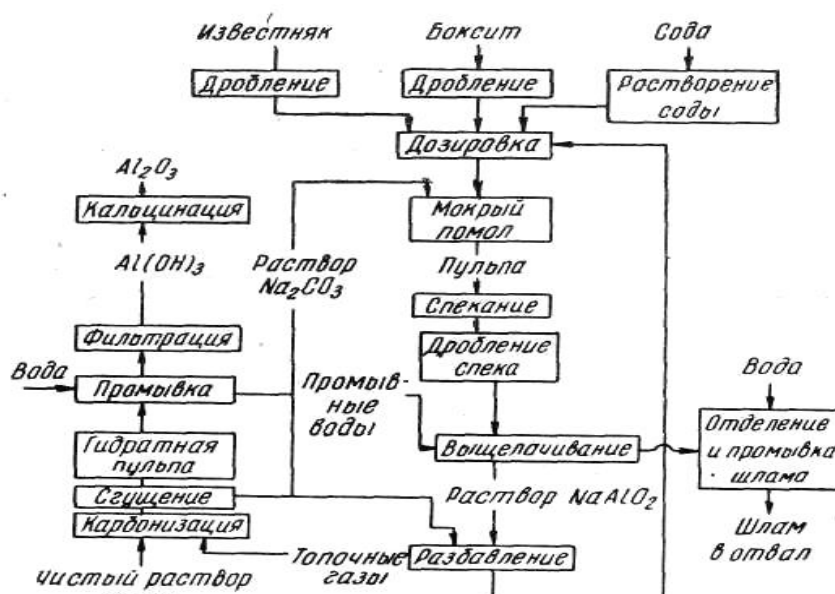 Известняк
Боксит
Сода
Дробление
Дробление
Растворение
соды
Дозировка
Al₂O₃
Кальцинация
Мокрый
помол
Al(OH)₃
Раствор
Na₂CO₃
Пульпа
Спекание
Фильтрация
Дробление
спека
Вода
Промывка
Промыв-
ные
воды
Вода
Гидратная
пульпа
Выщелачивание
Отделение
и промывка
шлама
Сгущение
Раствор NaAlO₂
Карбонизация
Топочные
газы
Разбавление
Шлам
в отвал
Чистый раствор